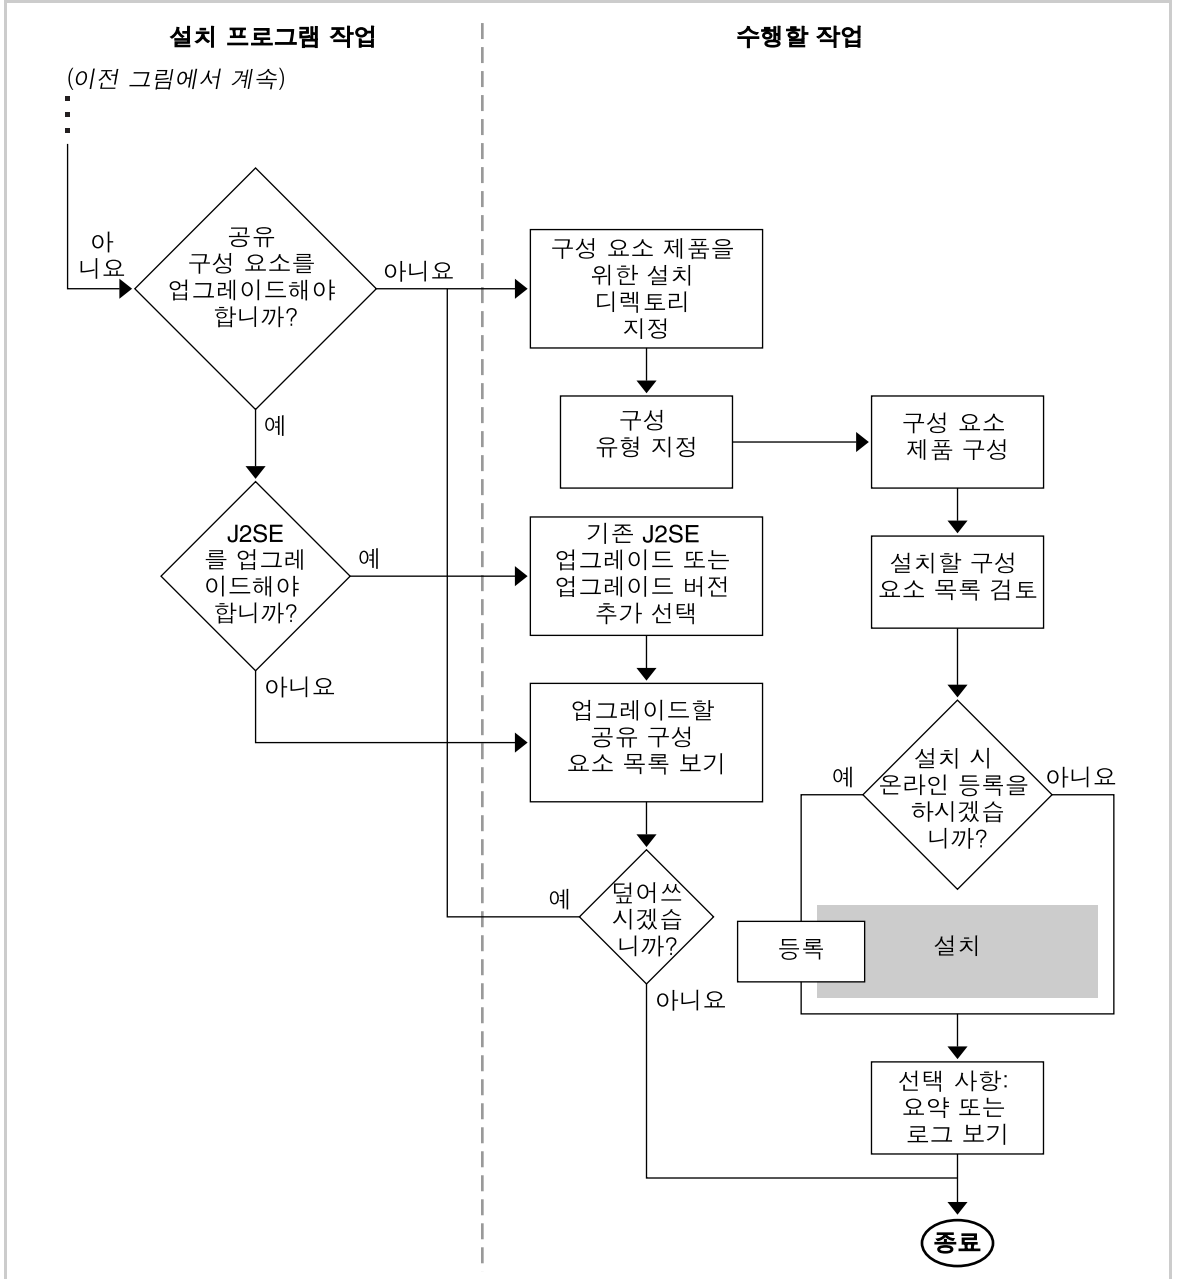 설치 프로그램 작업
수행할 작업
(이전 그림에서 계속)
아
니요
공유
구성 요소를
업그레이드해야
합니까?
아니요
예
구성 요소 제품을
위한 설치
디렉토리
지정
구성
유형 지정
구성 요소
제품 구성
J2SE
를 업그레
이드해야
합니까?
예
아니요
기존 J2SE
업그레이드 또는
업그레이드 버전
추가 선택
설치할 구성
요소 목록 검토
업그레이드할
공유 구성
요소 목록 보기
설치 시
온라인 등록을
하시겠습
니까?
예
아니요
덮어쓰
시겠습
니까?
예
아니요
등록
설치
선택 사항:
요약 또는
로그 보기
종료